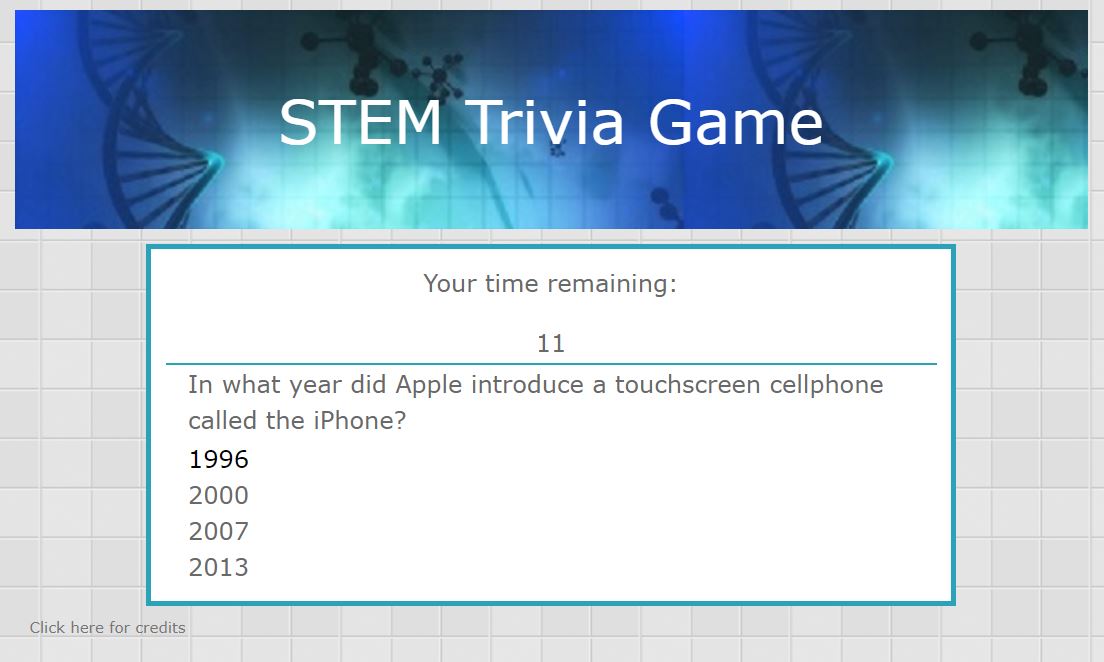 STEM Trivia Game
Your time remaining:
11
In what year did Apple introduce a touchscreen cellphone
called the iPhone?
1996
2000
2007
2013
Click here for credits